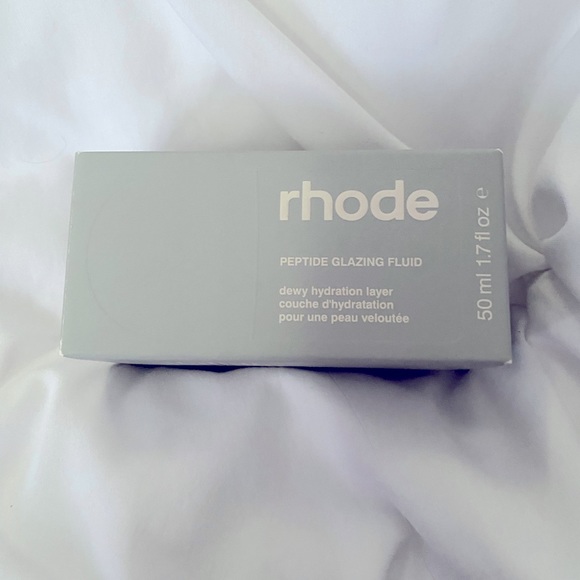 rhode
PEPTIDE GLAZING FLUID
dewy hydration layer
couche d'hydratation
pour une peau veloutée
50 ml 1.7 fl oz ℮